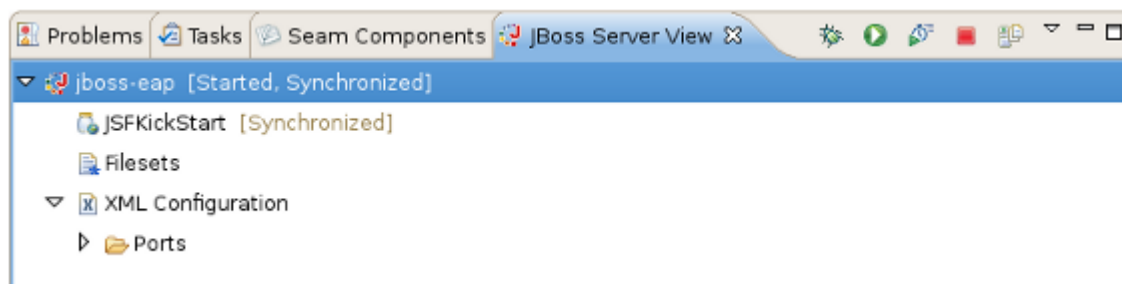 Problems Tasks Seam Components JBoss Server View
jboss-eap [Started, Synchronized]
JSFKickStart [Synchronized]
Filesets
XML Configuration
Ports